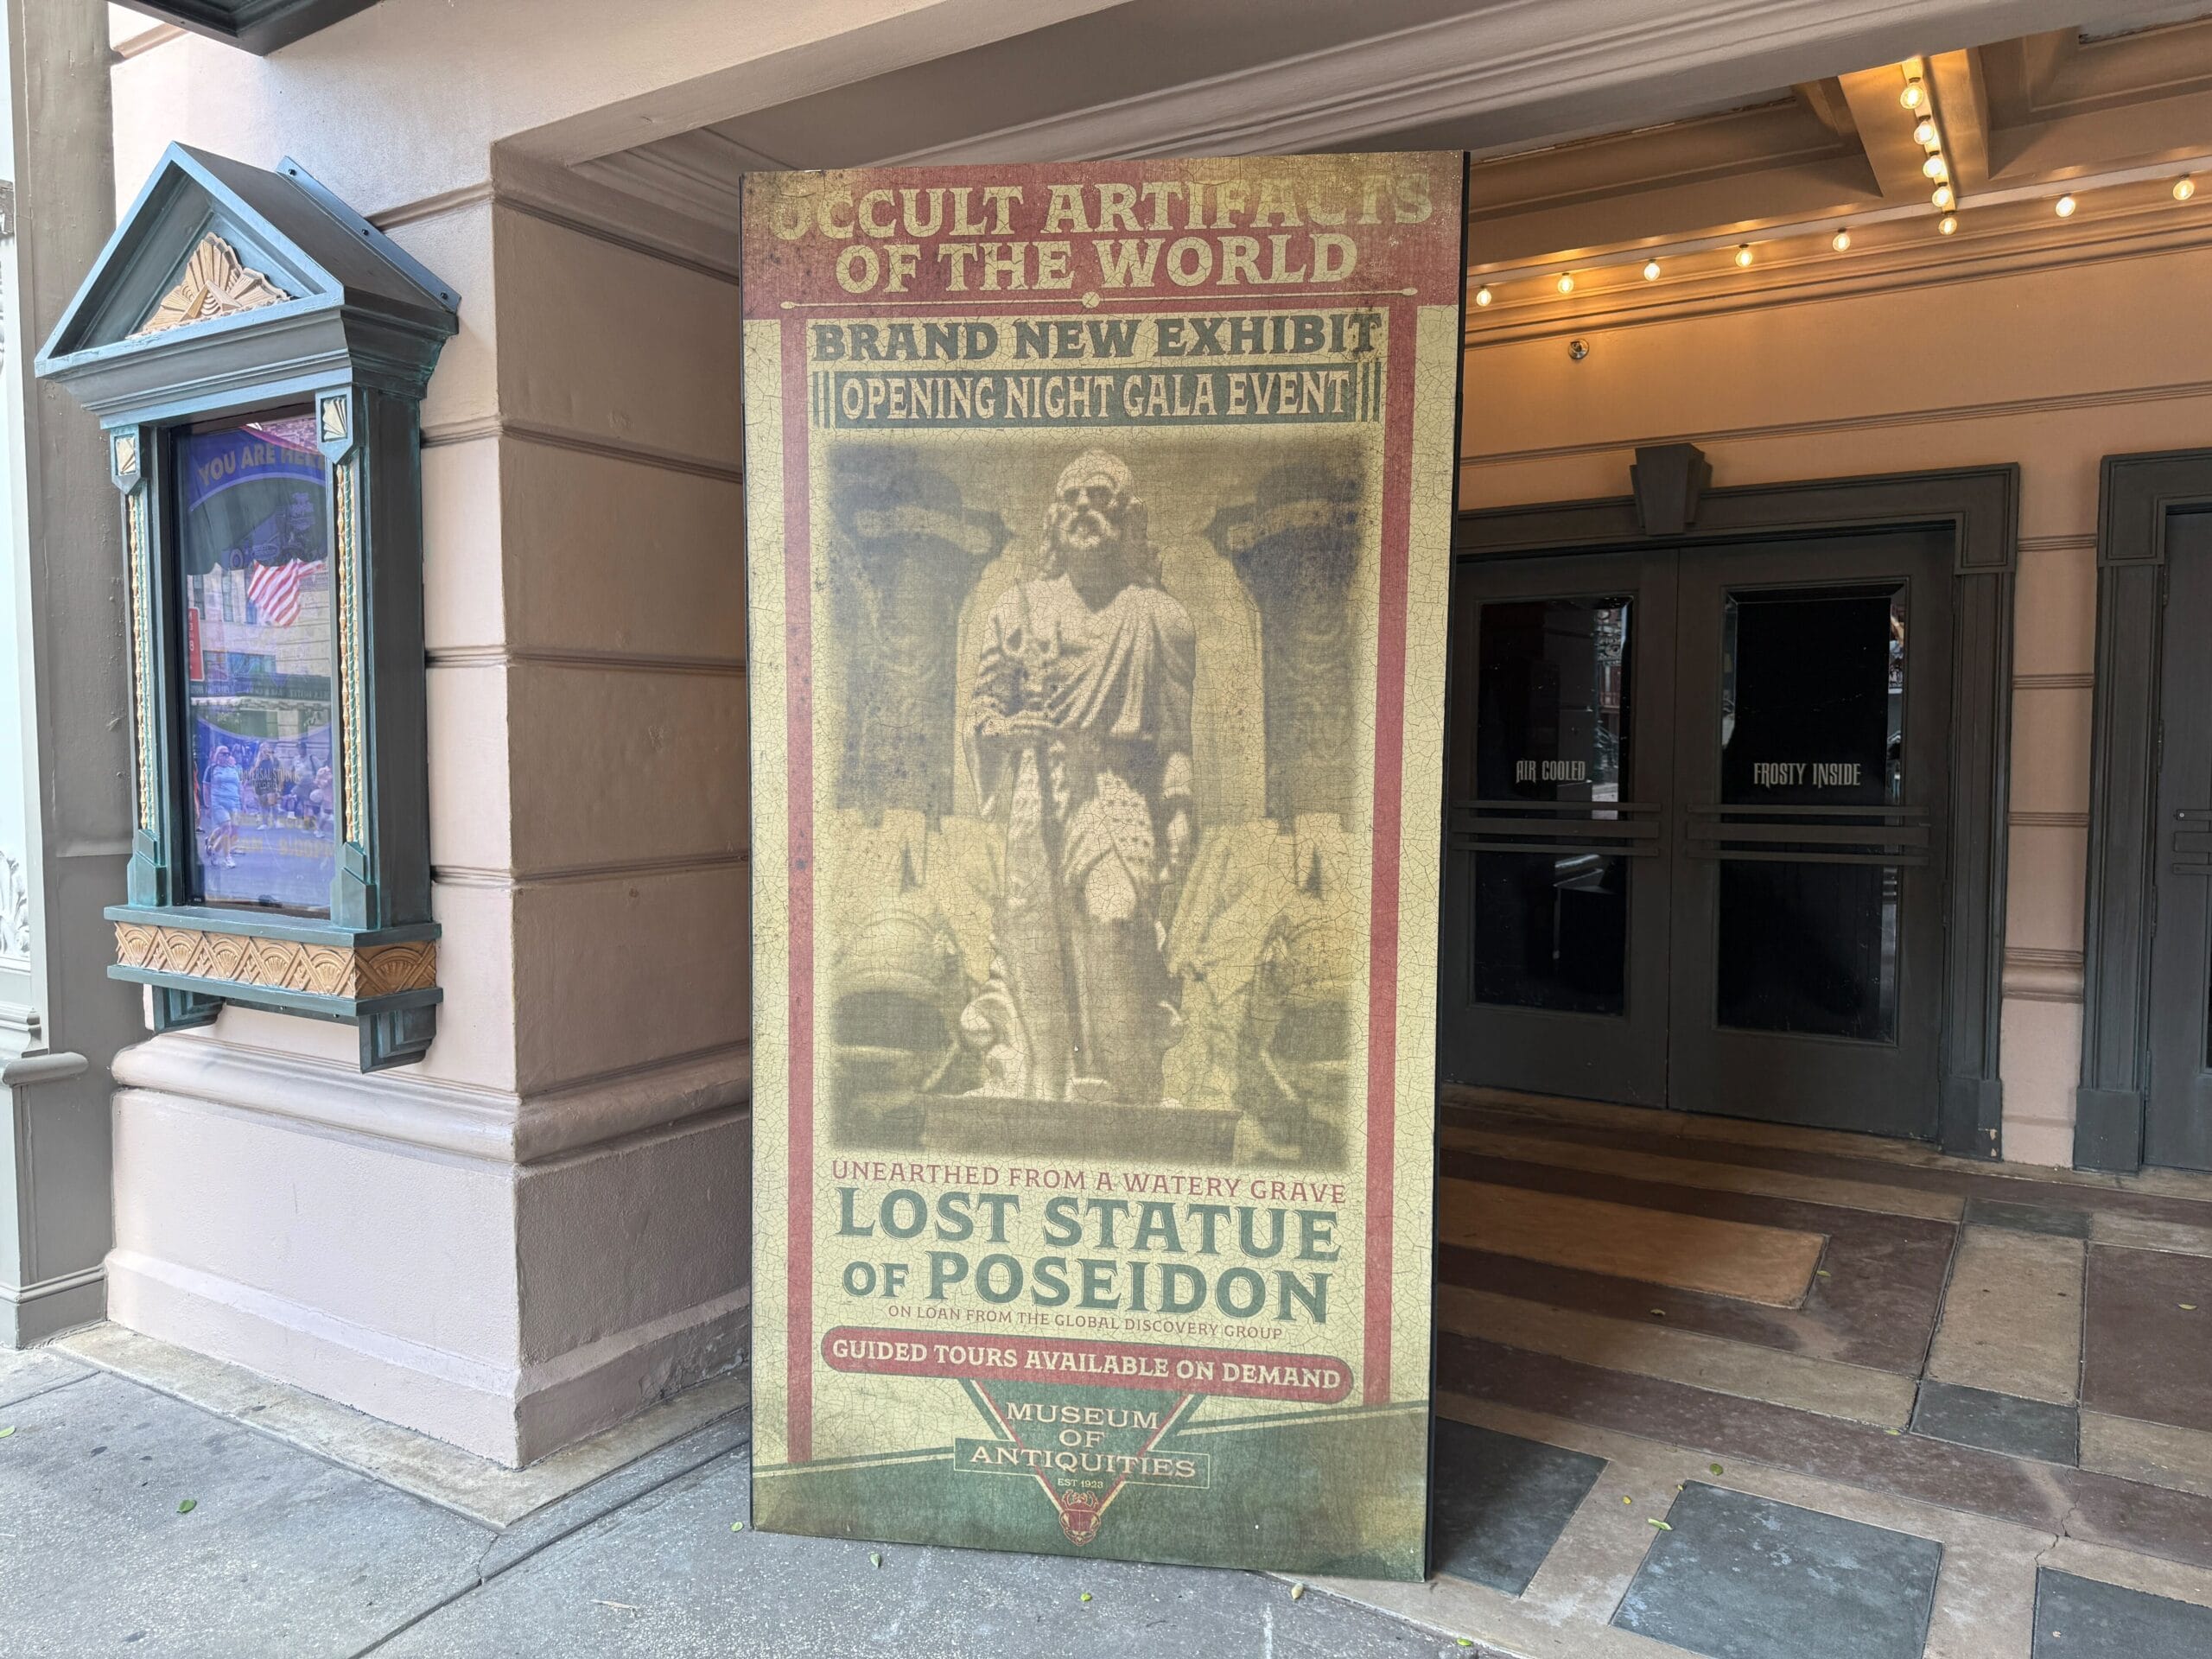 YOU ARE HERE
OCCULT ARTIFACTS
OF THE WORLD
BRAND NEW EXHIBIT
OPENING NIGHT GALA EVENT
UNEARTHED FROM A WATERY GRAVE
LOST STATUE
OF POSEIDON
ON LOAN FROM THE GLOBAL DISCOVERY GROUP
GUIDED TOURS AVAILABLE ON DEMAND
MUSEUM
OF
ANTIQUITIES
EST 1923
AIR COOLED
FROSTY INSIDE